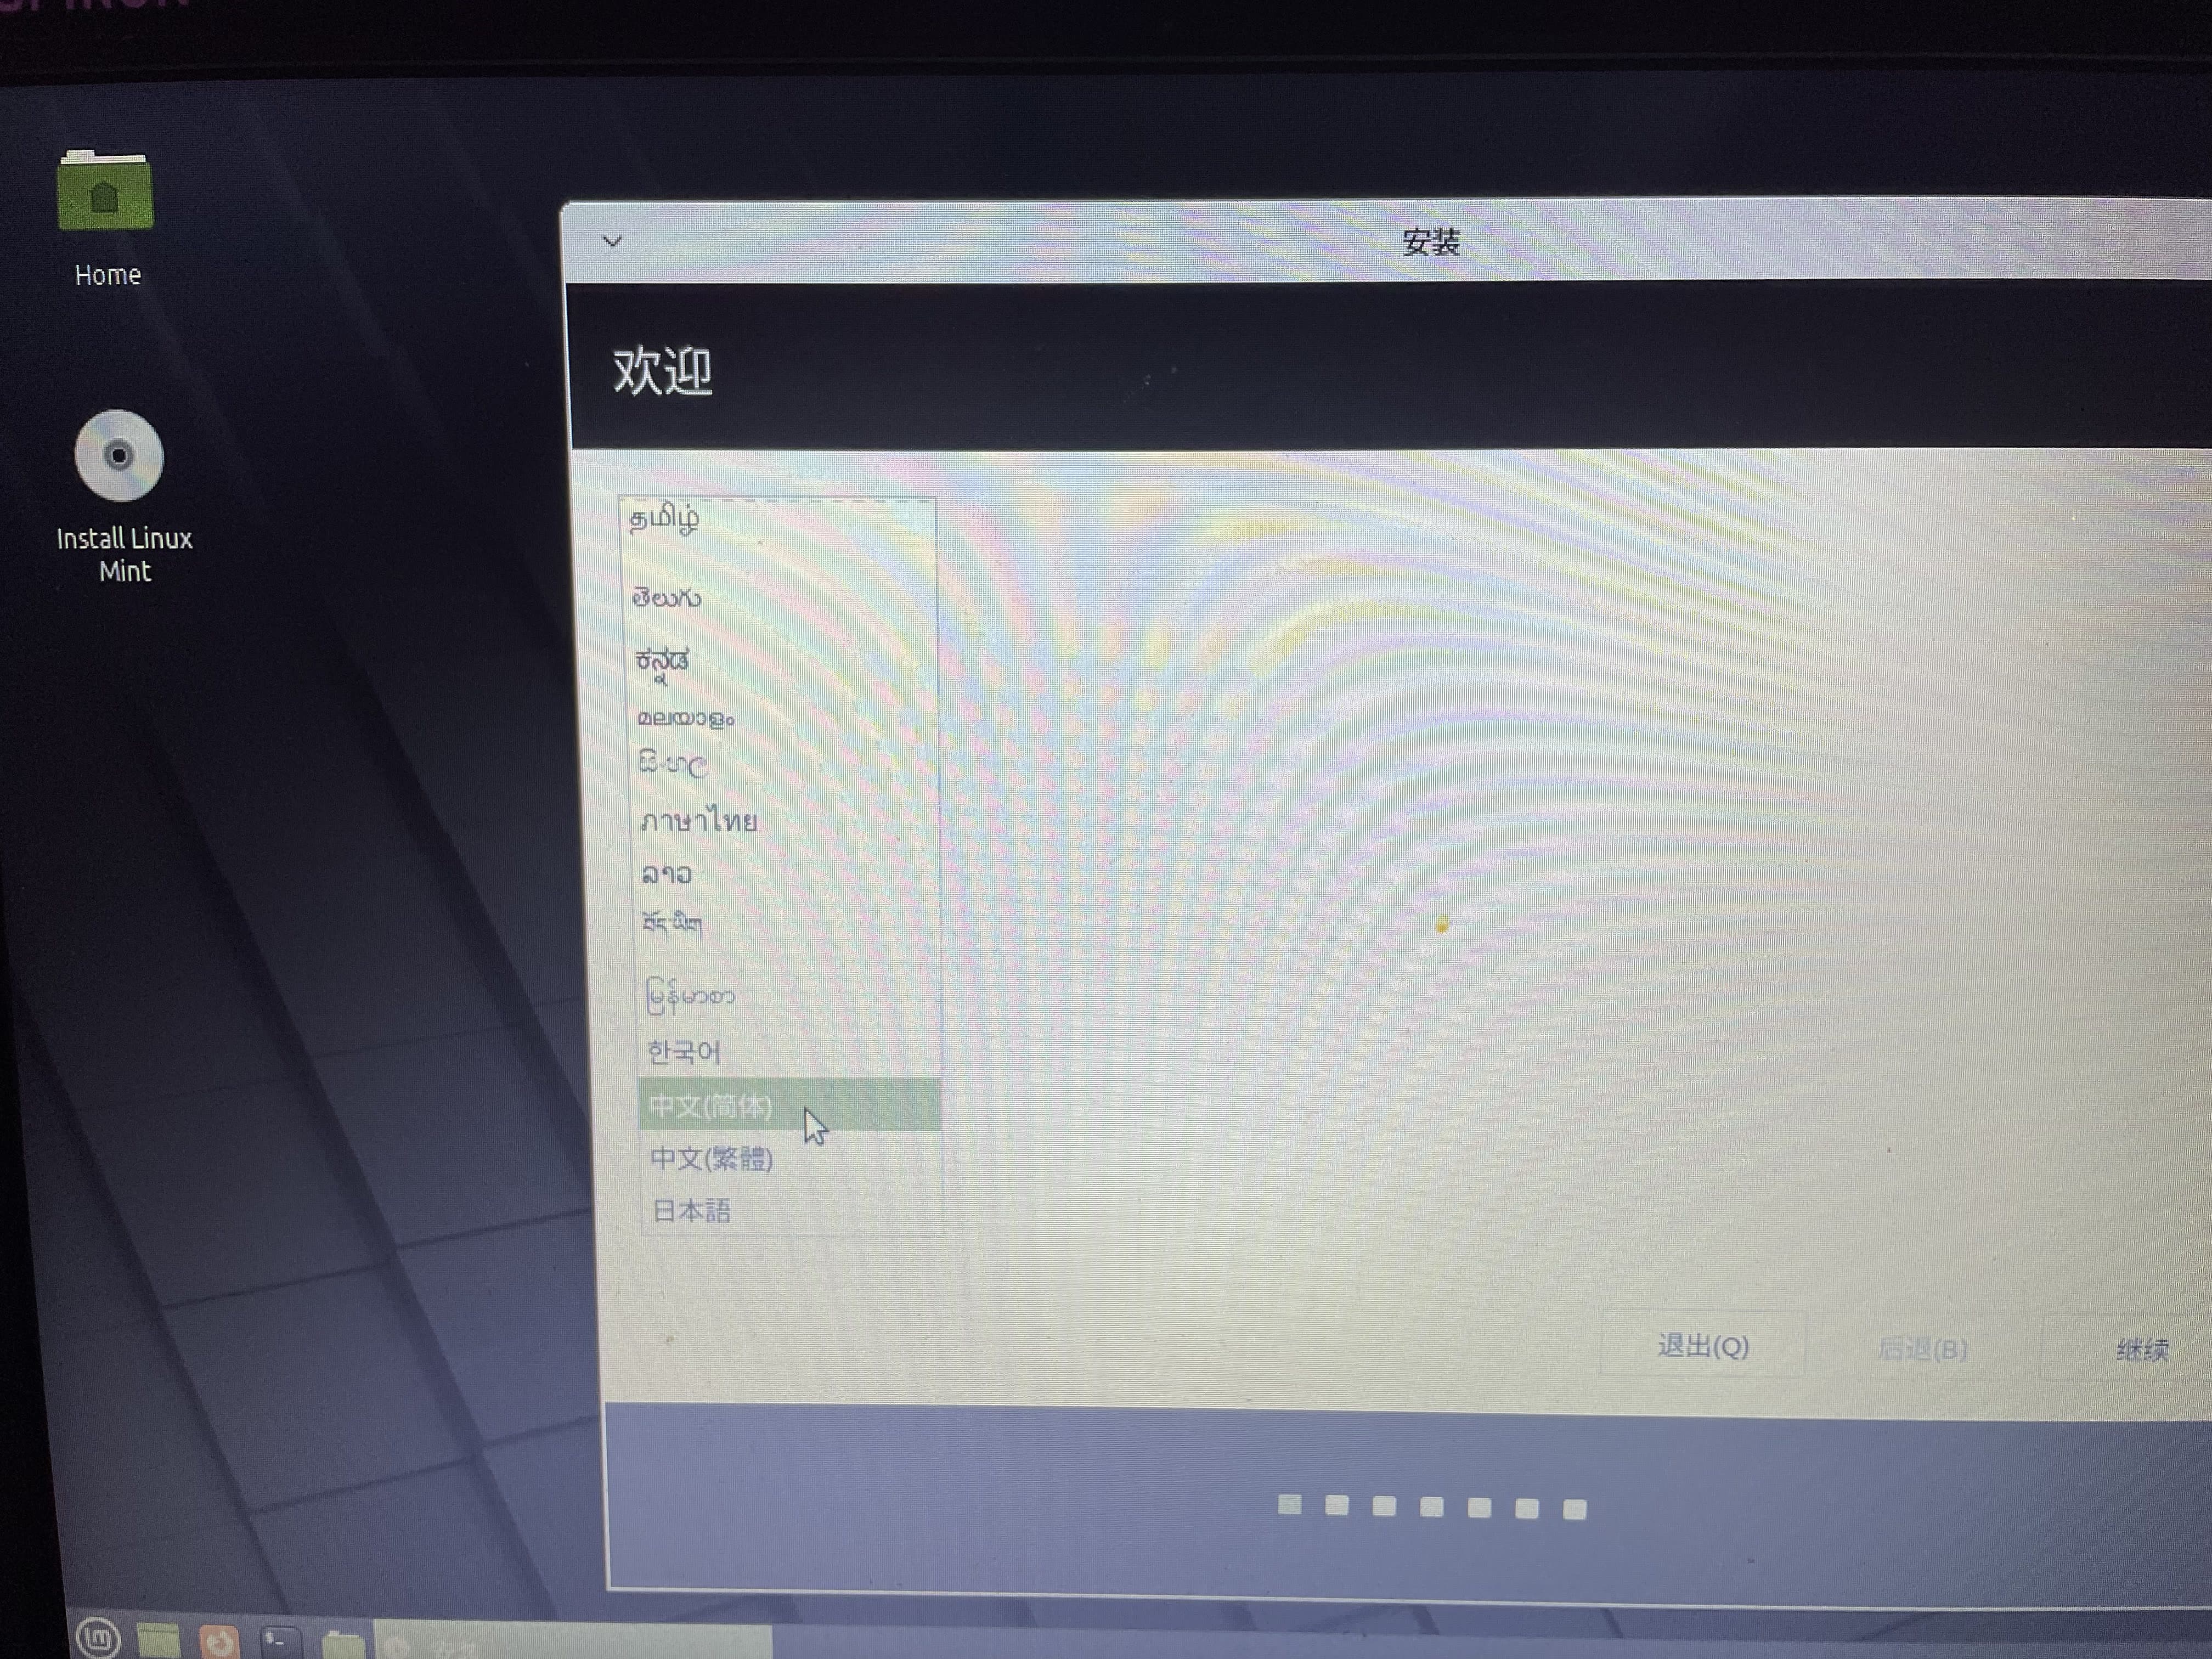 Home
Install Linux
Mint
安装
欢迎
தமிழ்
తెలుగు
ಕನ್ನಡ
മലയാളം
සිංහල
ภาษาไทย
ລາວ
བོད་ཡིག
မြန်မာစာ
한국어
中文(简体)
中文(繁體)
日本語
退出(Q)
后退(B)
继续